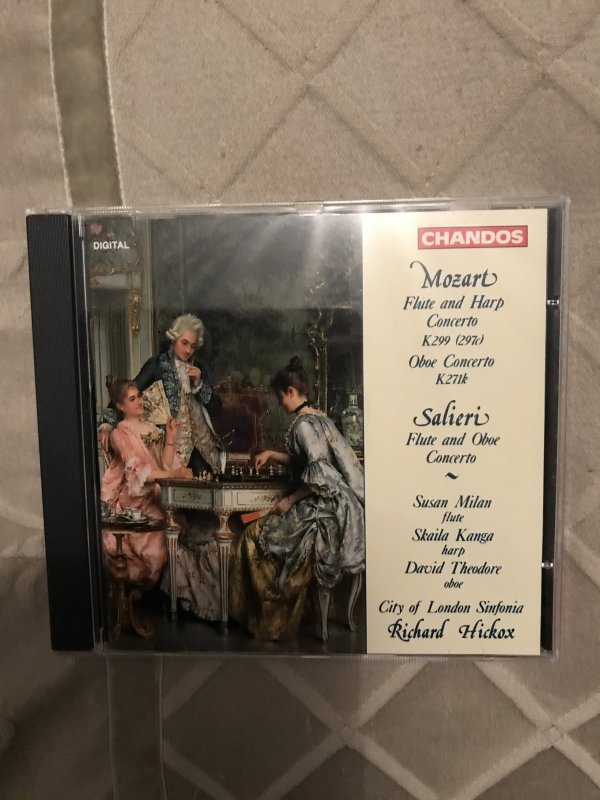 DIGITAL
CHANDOS
Mozart
Flute and Harp
Concerto
K299 (297c)
Oboe Concerto
K271k
Salieri
Flute and Oboe
Concerto
~
Susan Milan
flute
Skaila Kanga
harp
David Theodore
oboe
City of London Sinfonia
Richard Hickox